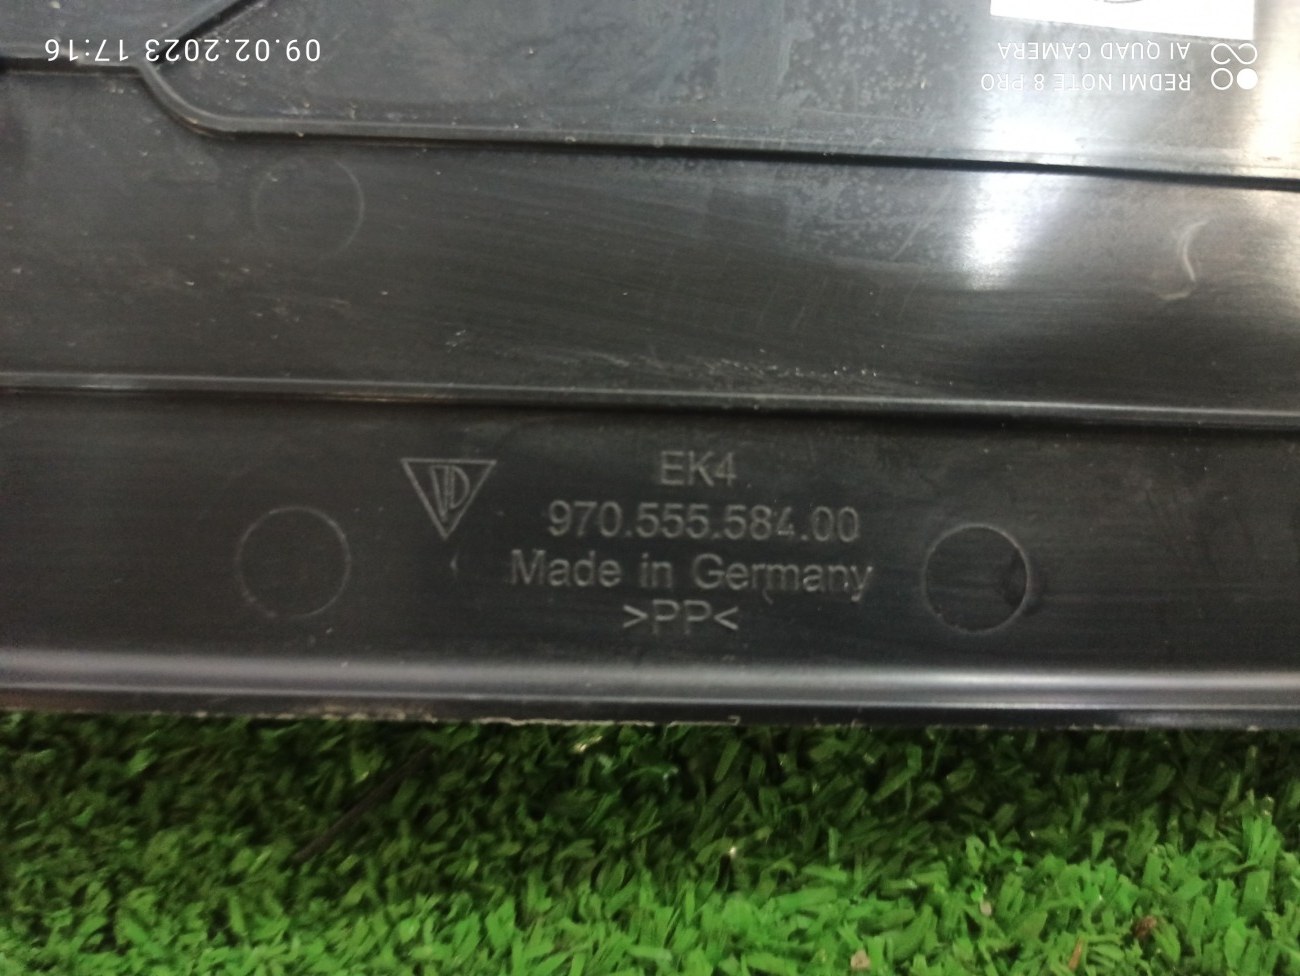 09.02.2023 17:16
REDMI NOTE 8 PRO
AI QUAD CAMERA
EK4
970.555.584.00
Made in Germany
>PP<